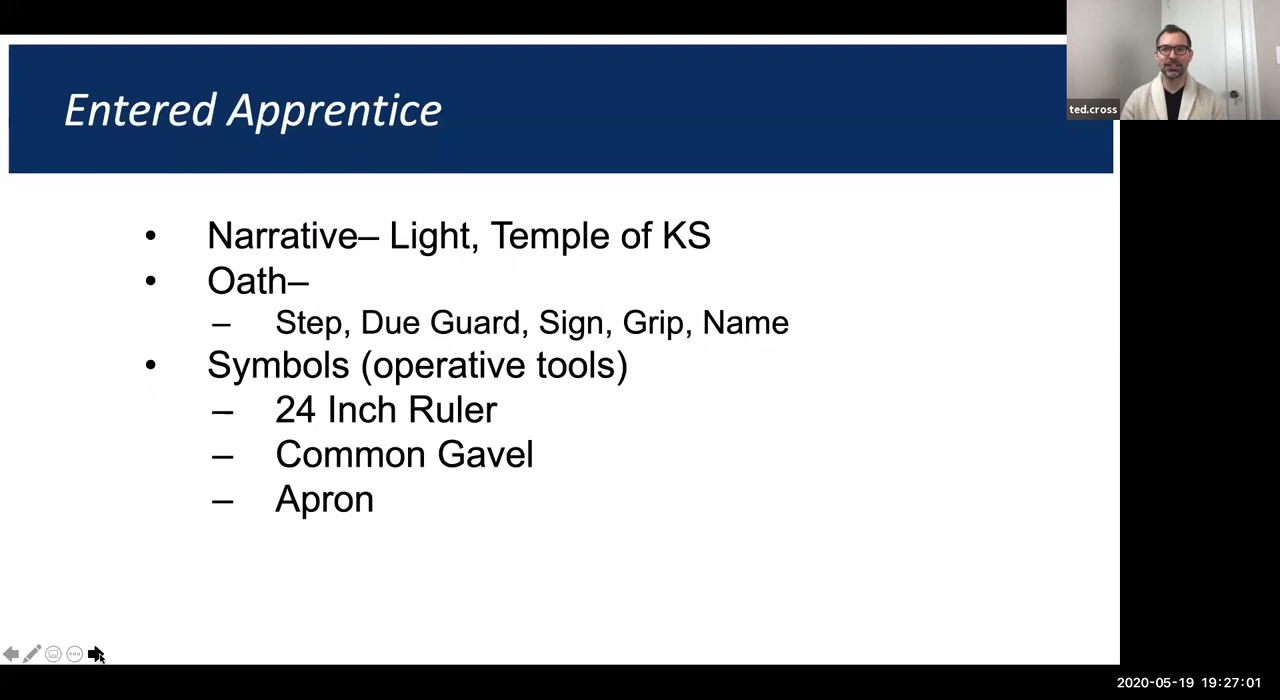 Entered Apprentice
ted.cross
• Narrative– Light, Temple of KS
• Oath–
– Step, Due Guard, Sign, Grip, Name
• Symbols (operative tools)
– 24 Inch Ruler
– Common Gavel
– Apron
2020-05-19 19:27:01